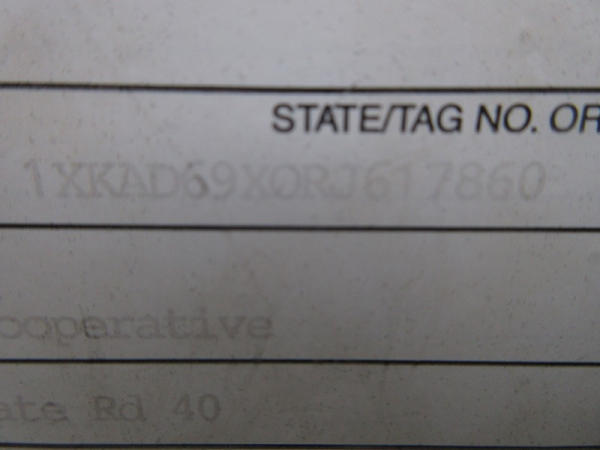 STATE/TAG NO. OR
1XKAD69X0RJ617860
ooperative
ate Rd 40